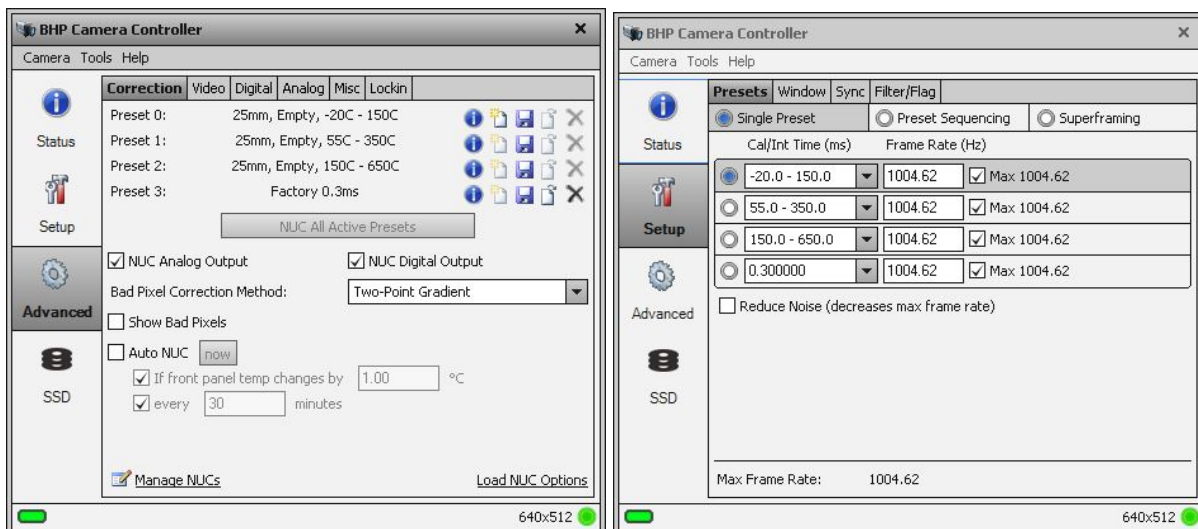 BHP Camera Controller
Camera Tools Help
Status
Setup
Advanced
SSD
Correction Video Digital Analog Misc Lockin
Preset 0: 25mm, Empty, -20C - 150C
Preset 1: 25mm, Empty, 55C - 350C
Preset 2: 25mm, Empty, 150C - 650C
Preset 3: Factory 0.3ms
NUC All Active Presets
NUC Analog Output NUC Digital Output
Bad Pixel Correction Method: Two-Point Gradient
Show Bad Pixels
Auto NUC now
If front panel temp changes by 1.00 °C
every 30 minutes
Manage NUCs Load NUC Options
640x512
BHP Camera Controller
Camera Tools Help
Status
Setup
Advanced
SSD
Presets Window Sync Filter/Flag
Single Preset Preset Sequencing Superframing
Cal/Int Time (ms) Frame Rate (Hz)
-20.0 - 150.0 1004.62 Max 1004.62
55.0 - 350.0 1004.62 Max 1004.62
150.0 - 650.0 1004.62 Max 1004.62
0.300000 1004.62 Max 1004.62
Reduce Noise (decreases max frame rate)
Max Frame Rate: 1004.62
640x512